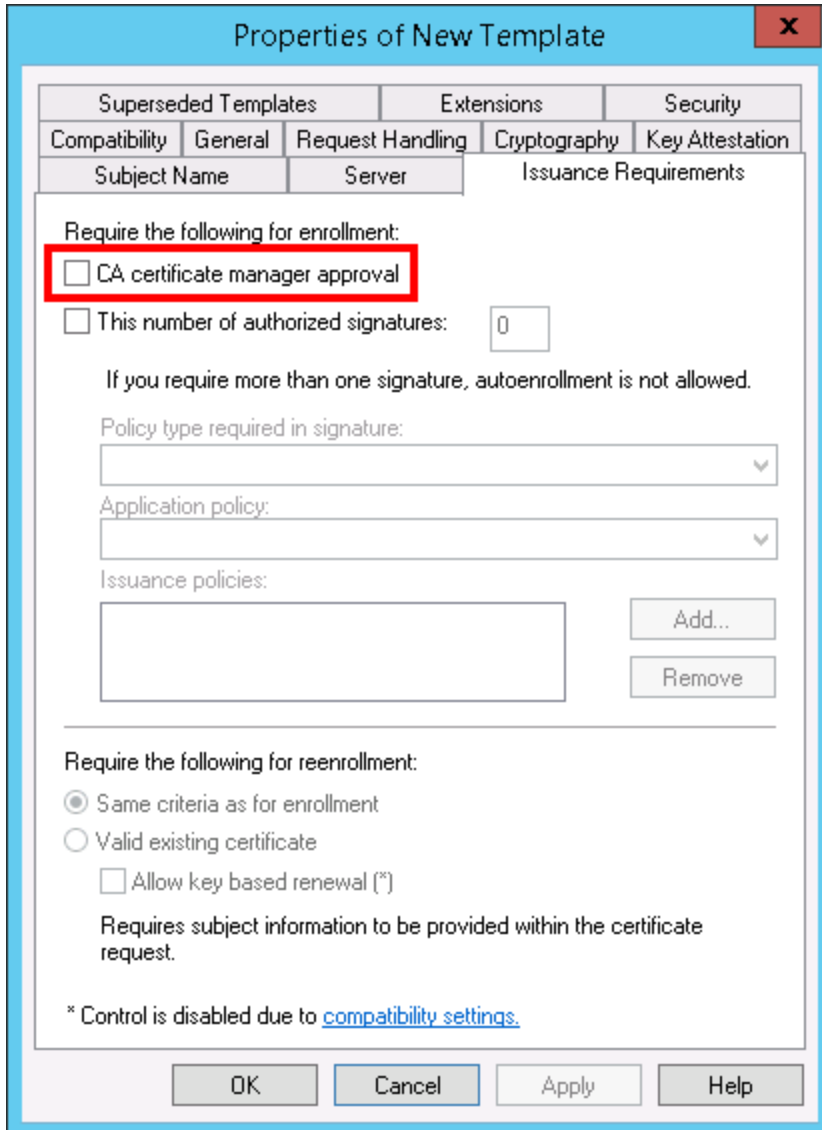 Properties of New Template
x
Superseded Templates Extensions Security
Compatibility General Request Handling Cryptography Key Attestation
Subject Name Server Issuance Requirements
Require the following for enrollment:
CA certificate manager approval
This number of authorized signatures: 0
If you require more than one signature, autoenrollment is not allowed.
Policy type required in signature:
Application policy:
Issuance policies:
Add...
Remove
Require the following for reenrollment:
Same criteria as for enrollment
Valid existing certificate
Allow key based renewal (*)
Requires subject information to be provided within the certificate
request.
* Control is disabled due to compatibility settings.
OK Cancel Apply Help